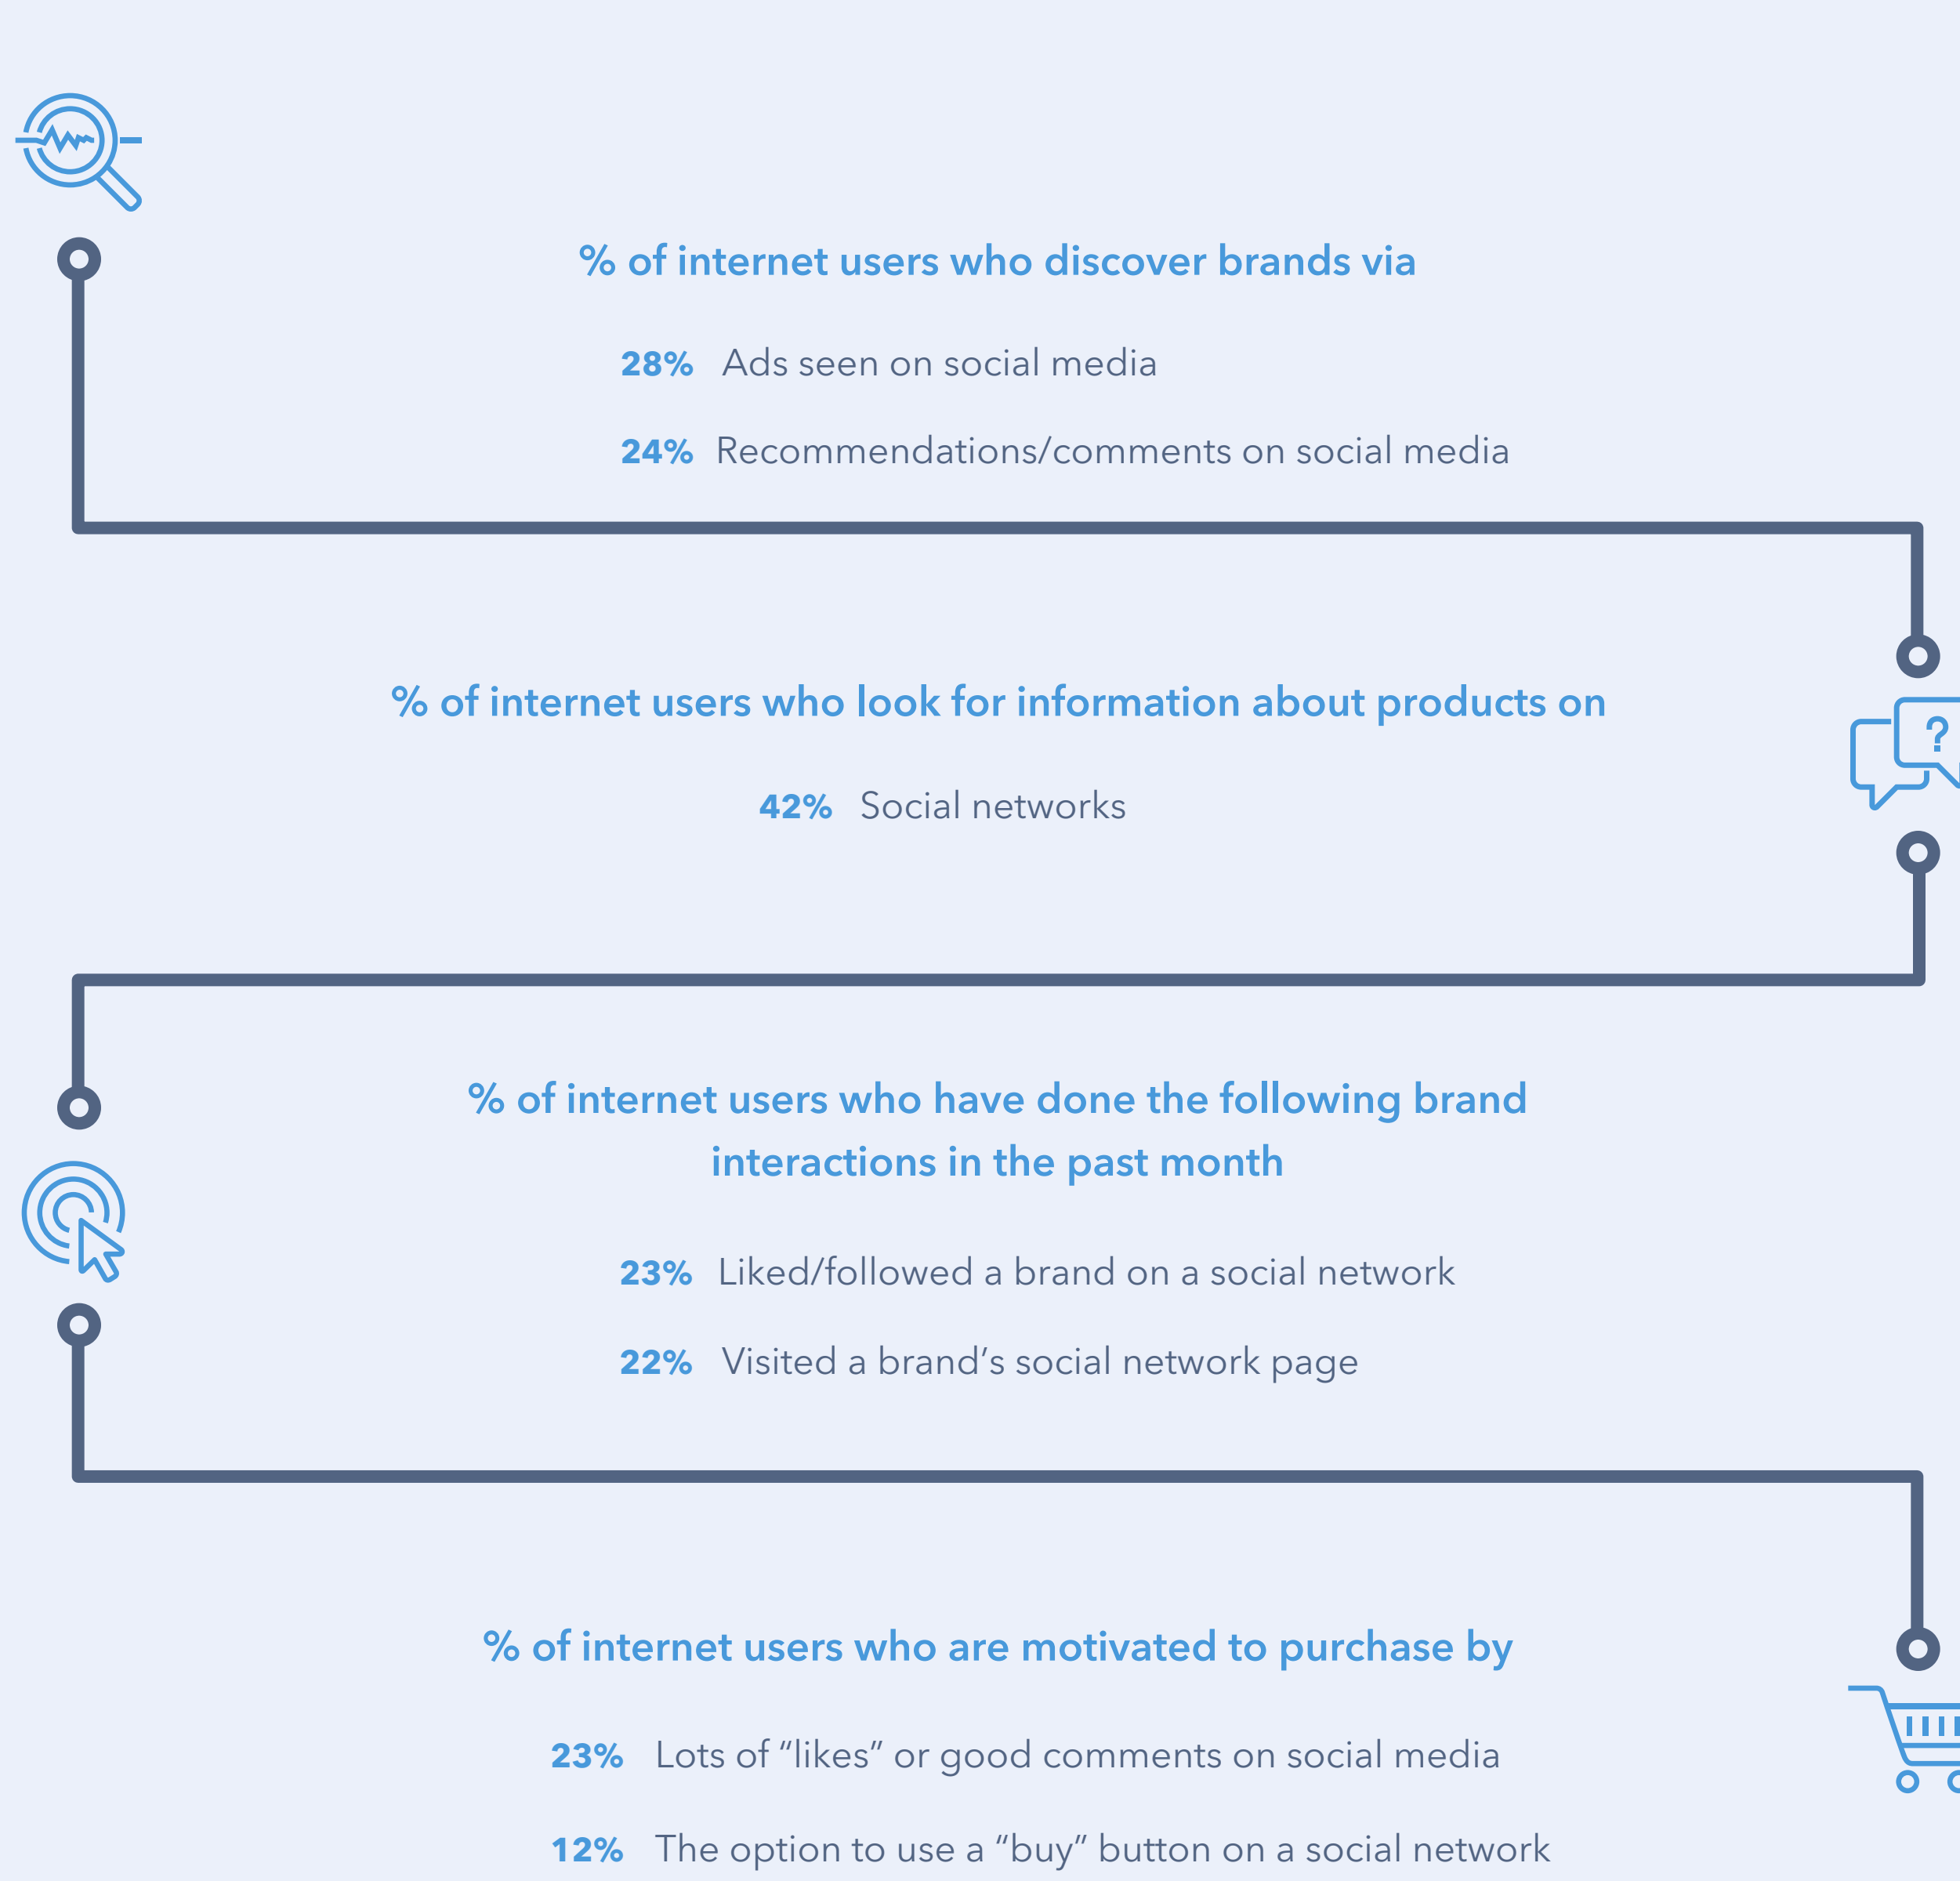 % of internet users who discover brands via
28% Ads seen on social media
24% Recommendations/comments on social media
% of internet users who look for information about products on
?
42% Social networks
% of internet users who have done the following brand
interactions in the past month
23% Liked/followed a brand on a social network
22% Visited a brand’s social network page
% of internet users who are motivated to purchase by
23% Lots of “likes” or good comments on social media
12% The option to use a “buy” button on a social network